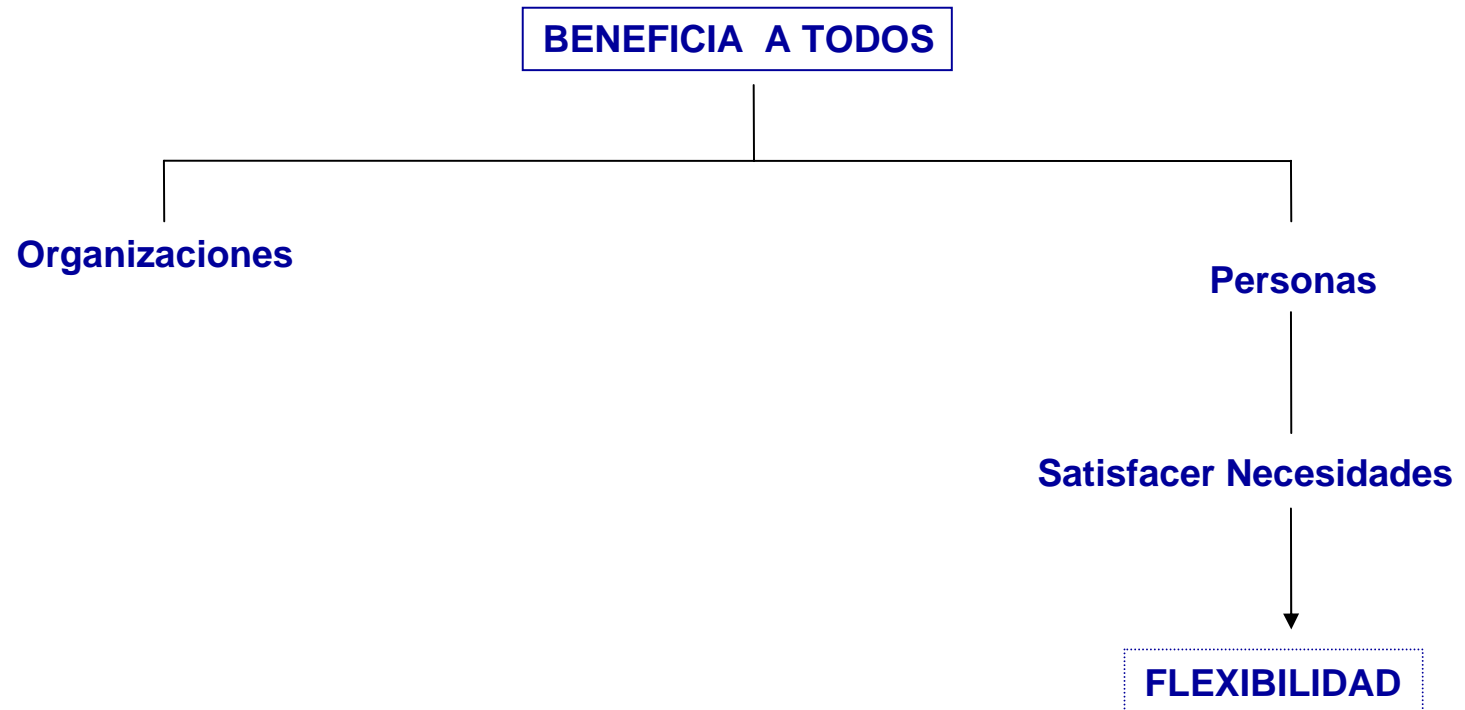 BENEFICIA A TODOS
Organizaciones
Personas
Satisfacer Necesidades
FLEXIBILIDAD